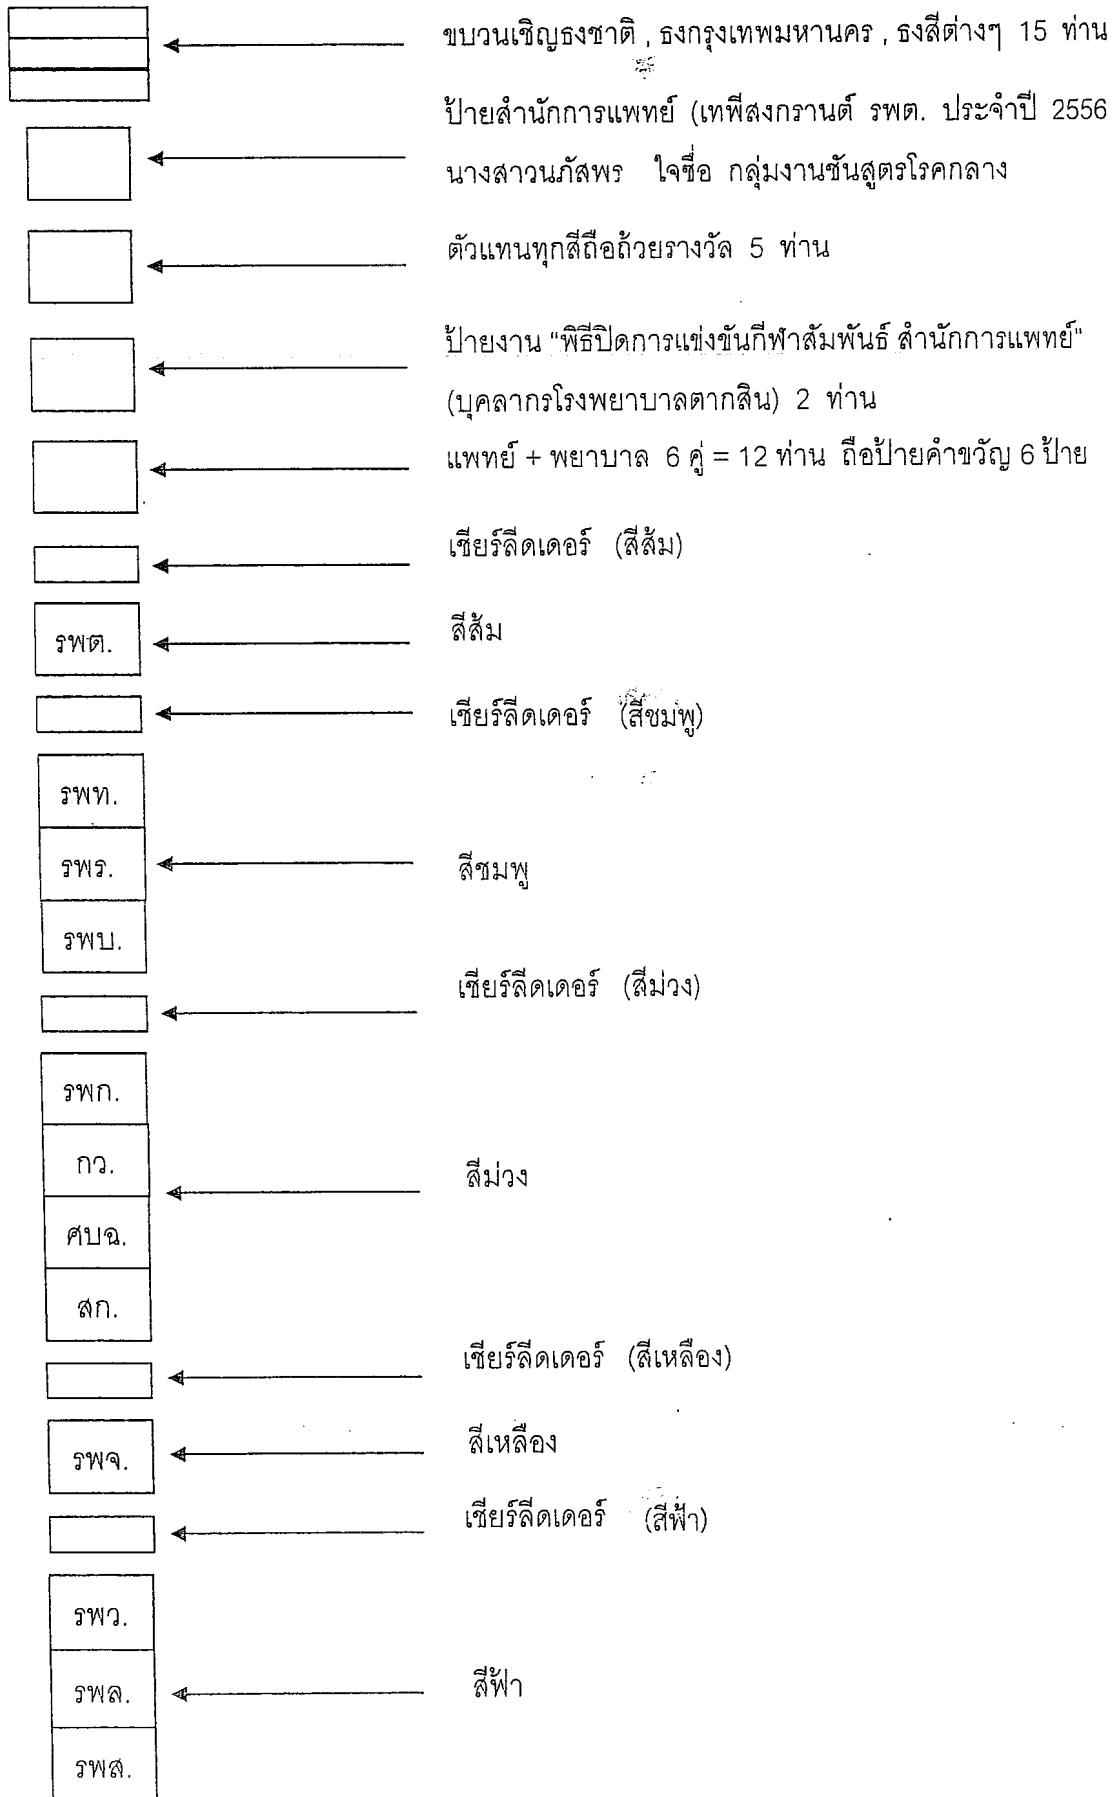 ขบวนเชิญธงชาติ , ธงกรุงเทพมหานคร , ธงสีต่างๆ 15 ท่าน
ป้ายสำนักการแพทย์ (เทพีสงกรานต์ รพต. ประจำปี 2556
นางสาวนภัสพร ใจซื่อ กลุ่มงานชันสูตรโรคกลาง
ตัวแทนทุกสีถือถ้วยรางวัล 5 ท่าน
ป้ายงาน "พิธีปิดการแข่งขันกีฬาสัมพันธ์ สำนักการแพทย์"
(บุคลากรโรงพยาบาลตากสิน) 2 ท่าน
แพทย์ + พยาบาล 6 คู่ = 12 ท่าน ถือป้ายคำขวัญ 6 ป้าย
เชียร์ลีดเดอร์ (สีส้ม)
รพต.
สีส้ม
เชียร์ลีดเดอร์ (สีชมพู)
รพท.
รพร.
สีชมพู
รพบ.
เชียร์ลีดเดอร์ (สีม่วง)
รพก.
กว.
สีม่วง
ศบฉ.
สก.
เชียร์ลีดเดอร์ (สีเหลือง)
รพจ.
สีเหลือง
เชียร์ลีดเดอร์ (สีฟ้า)
รพว.
รพล.
สีฟ้า
รพส.